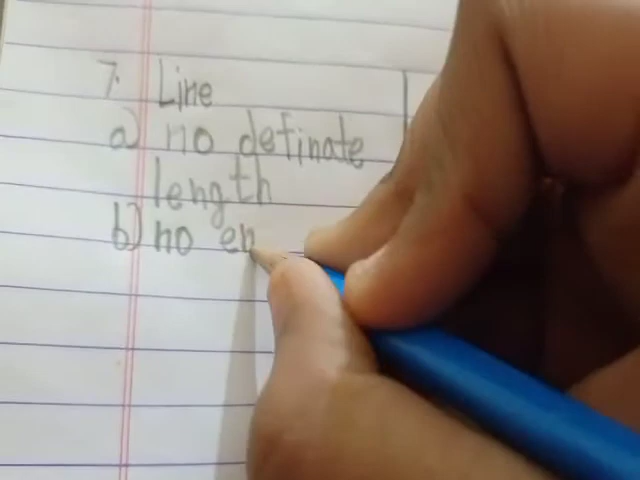 7. Line
a) no definate
length
b) no en